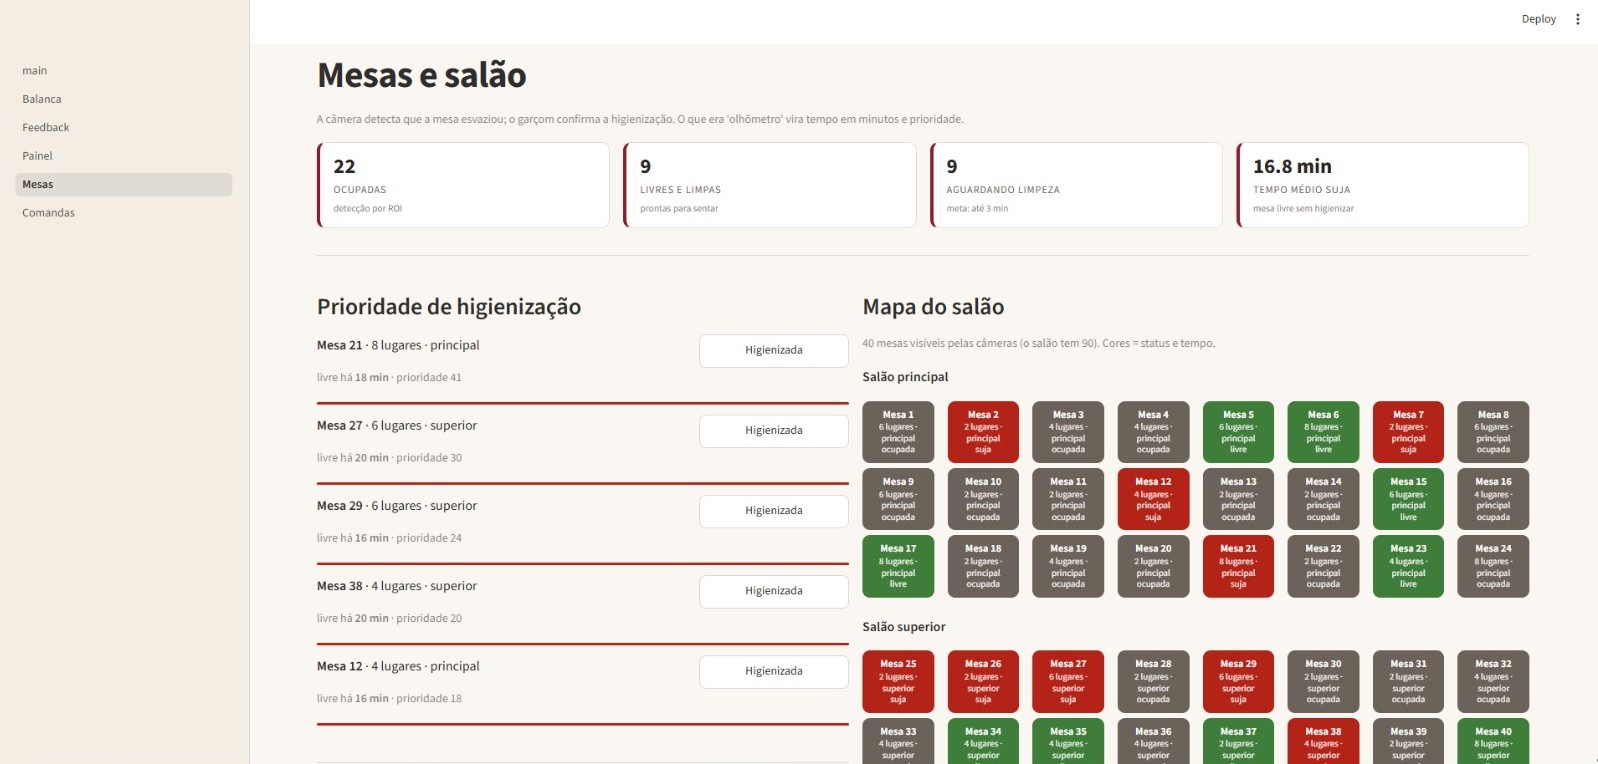 Deploy
main
Balanca
Feedback
Painel
Mesas
Comandas
Mesas e salão
A câmera detecta que a mesa esvaziou; o garçom confirma a higienização. O que era 'olhômetro' vira tempo em minutos e prioridade.
22
OCUPADAS
detecção por ROI
9
LIVRES E LIMPAS
prontas para sentar
9
AGUARDANDO LIMPEZA
meta: até 3 min
16.8 min
TEMPO MÉDIO SUJA
mesa livre sem higienizar
Prioridade de higienização
Mesa 21 · 8 lugares · principal
Higienizada
livre há 18 min · prioridade 41
Mesa 27 · 6 lugares · superior
Higienizada
livre há 20 min · prioridade 30
Mesa 29 · 6 lugares · superior
Higienizada
livre há 16 min · prioridade 24
Mesa 38 · 4 lugares · superior
Higienizada
livre há 20 min · prioridade 20
Mesa 12 · 4 lugares · principal
Higienizada
livre há 16 min · prioridade 18
Mapa do salão
40 mesas visíveis pelas câmeras (o salão tem 90). Cores = status e tempo.
Salão principal
Mesa 1
6 lugares ·
principal
ocupada
Mesa 2
2 lugares ·
principal
suja
Mesa 3
4 lugares ·
principal
ocupada
Mesa 4
4 lugares ·
principal
ocupada
Mesa 5
6 lugares ·
principal
livre
Mesa 6
8 lugares ·
principal
livre
Mesa 7
2 lugares ·
principal
suja
Mesa 8
6 lugares ·
principal
ocupada
Mesa 9
6 lugares ·
principal
ocupada
Mesa 10
2 lugares ·
principal
ocupada
Mesa 11
2 lugares ·
principal
ocupada
Mesa 12
4 lugares ·
principal
suja
Mesa 13
2 lugares ·
principal
ocupada
Mesa 14
2 lugares ·
principal
ocupada
Mesa 15
6 lugares ·
principal
livre
Mesa 16
4 lugares ·
principal
ocupada
Mesa 17
8 lugares ·
principal
livre
Mesa 18
2 lugares ·
principal
ocupada
Mesa 19
4 lugares ·
principal
ocupada
Mesa 20
2 lugares ·
principal
ocupada
Mesa 21
8 lugares ·
principal
suja
Mesa 22
2 lugares ·
principal
ocupada
Mesa 23
4 lugares ·
principal
livre
Mesa 24
8 lugares ·
principal
ocupada
Salão superior
Mesa 25
2 lugares ·
superior
suja
Mesa 26
2 lugares ·
superior
suja
Mesa 27
6 lugares ·
superior
suja
Mesa 28
2 lugares ·
superior
ocupada
Mesa 29
6 lugares ·
superior
suja
Mesa 30
2 lugares ·
superior
ocupada
Mesa 31
2 lugares ·
superior
ocupada
Mesa 32
4 lugares ·
superior
ocupada
Mesa 33
4 lugares ·
superior
Mesa 34
4 lugares ·
superior
Mesa 35
4 lugares ·
superior
Mesa 36
4 lugares ·
superior
Mesa 37
2 lugares ·
superior
Mesa 38
4 lugares ·
superior
Mesa 39
2 lugares ·
superior
Mesa 40
8 lugares ·
superior